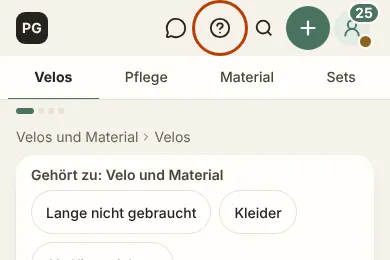 PG
25
Velos Pflege Material Sets
Velos und Material › Velos
Gehört zu: Velo und Material
Lange nicht gebraucht Kleider